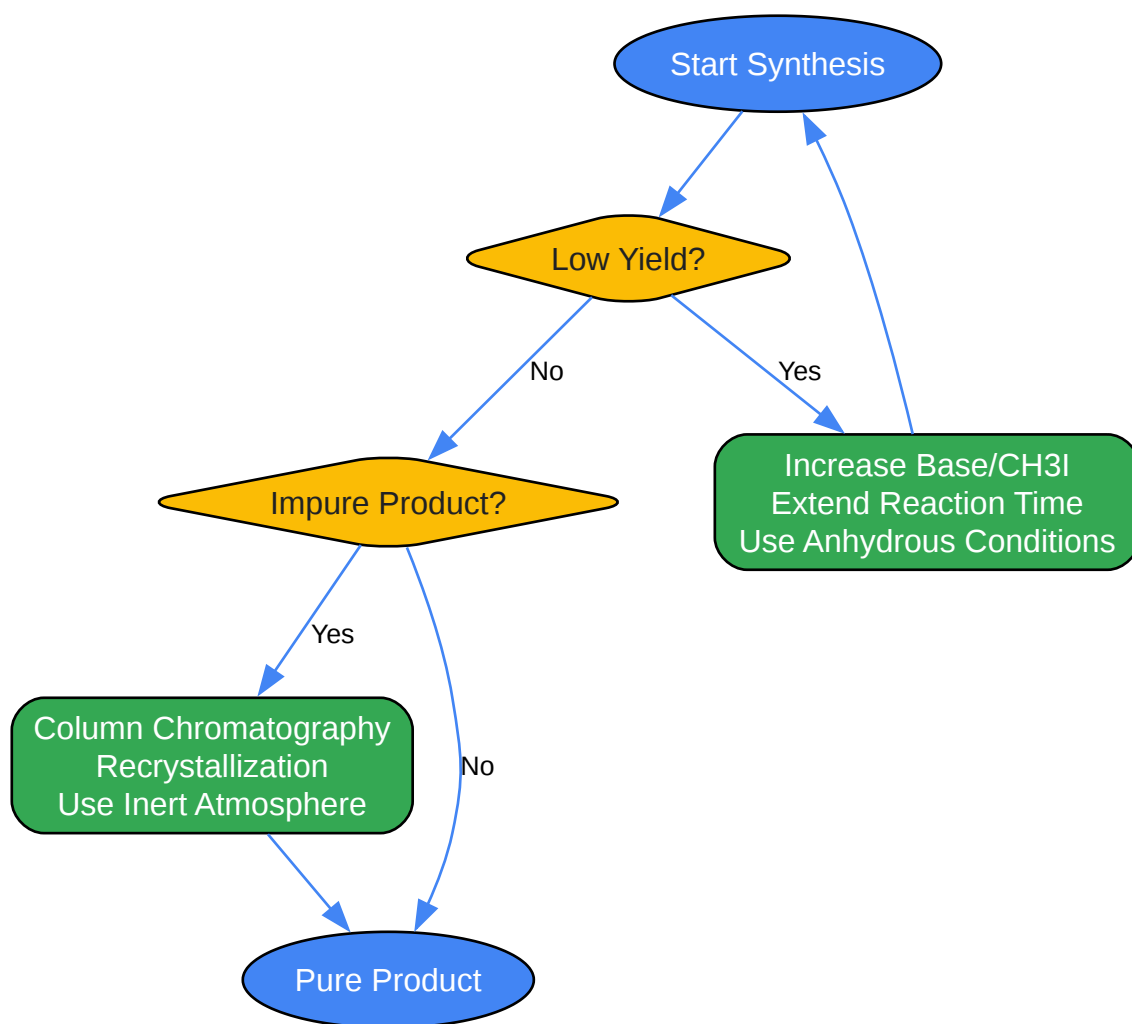 Start Synthesis
Low Yield?
No
Yes
Increase Base/CH3I
Extend Reaction Time
Use Anhydrous Conditions
Impure Product?
Yes
No
Column Chromatography
Recrystallization
Use Inert Atmosphere
Pure Product